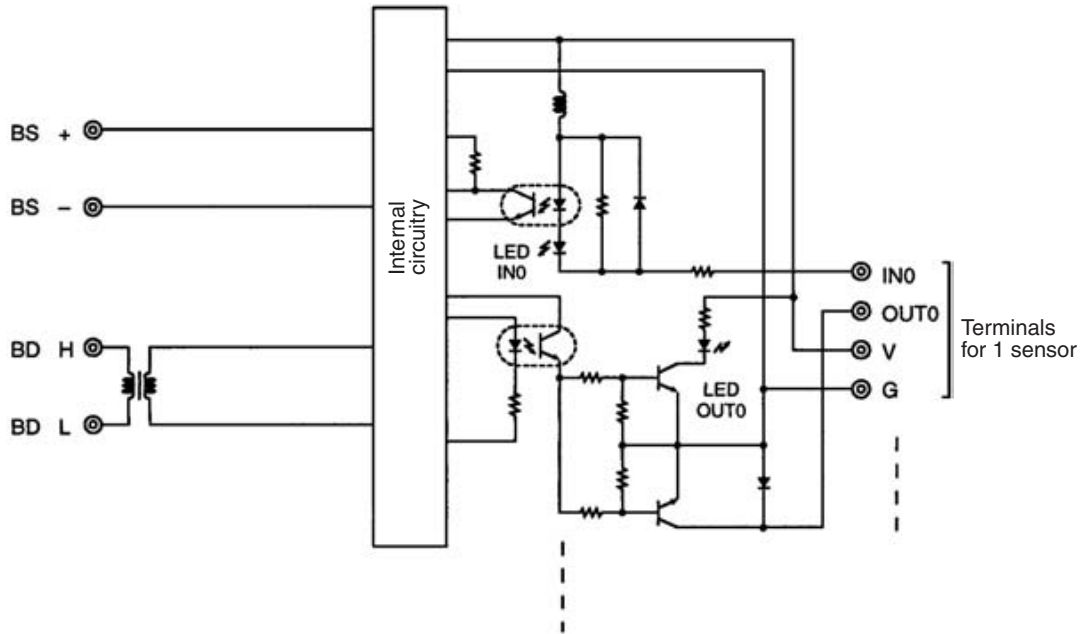 BS +
BS −
BD H
BD L
Internal
circuitry
LED
IN0
LED
OUT0
IN0
OUT0
V
G
Terminals
for 1 sensor